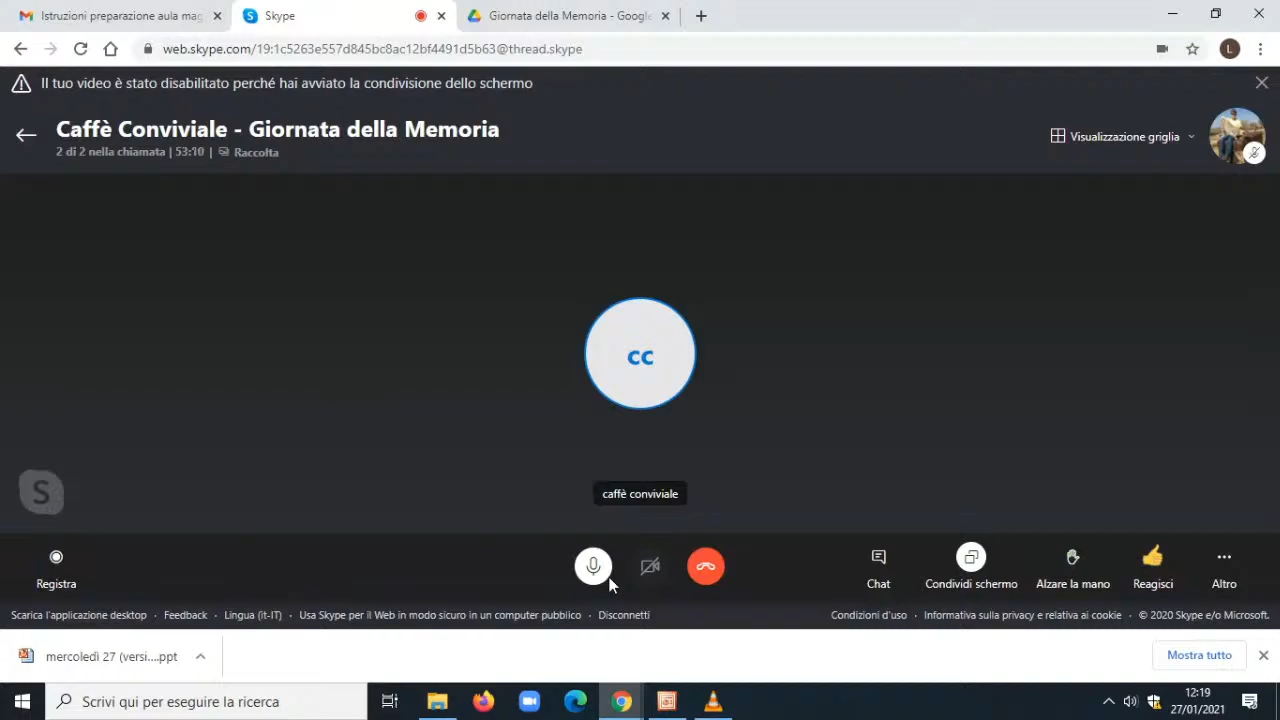 Istruzioni preparazione aula mag
Skype
Giornata della Memoria - Google
web.skype.com/19:1c5263e557d845bc8ac12bf4491d5b63@thread.skype
L
Il tuo video è stato disabilitato perché hai avviato la condivisione dello schermo
Caffè Conviviale - Giornata della Memoria
2 di 2 nella chiamata | 53:10 | Raccolta
Visualizzazione griglia
cc
caffè conviviale
S
Registra
Chat
Condividi schermo
Alzare la mano
Reagisci
Altro
Scarica l'applicazione desktop · Feedback · Lingua (it-IT) · Usa Skype per il Web in modo sicuro in un computer pubblico · Disconnetti
Condizioni d'uso · Informativa sulla privacy e relativa ai cookie · © 2020 Skype e/o Microsoft.
mercoledì 27 (versi....ppt
Mostra tutto
Scrivi qui per eseguire la ricerca
12:19
27/01/2021